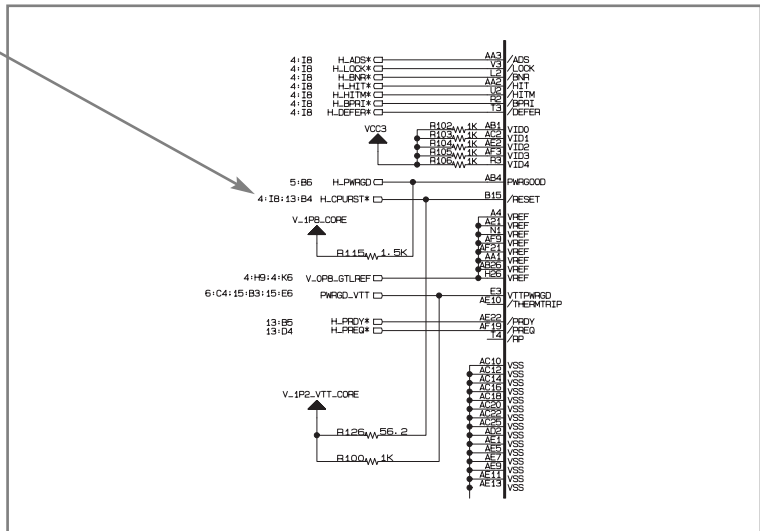 4:I8 H_ADS* AA3 /ADS
4:I8 H_LOCK* V3 /LOCK
4:I8 H_BNR* L2 /BNR
4:I8 H_HIT* AA2 /HIT
4:I8 H_HITM* U2 /HITM
4:I8 H_BPRI* R2 /BPRI
4:I8 H_DEFER* T3 /DEFER
VCC3
R102 1K AB1 VID0
R103 1K AC2 VID1
R104 1K AE2 VID2
R105 1K AF3 VID3
R106 1K R3 VID4
5:B6 H_PWRGD AB4 PWRGOOD
4:I8;13:B4 H_CPURST* B15 /RESET
V_1P8_CORE
A4 VREF
A21 VREF
N1 VREF
AF9 VREF
AF21 VREF
AA1 VREF
AB26 VREF
R115 1.5K
4:H9;4:K6 V_0P8_GTLREF H26 VREF
6:C4;15:B3;15:E6 PWRGD_VTT E3 VTTPWRGD
AE10 /THERMTRIP
13:B5 H_PRDY* AE22 /PRDY
13:D4 H_PREQ* AF19 /PREQ
T4 /RP
AC10 VSS
AC12 VSS
AC14 VSS
AC16 VSS
AC18 VSS
AC20 VSS
AC22 VSS
AC25 VSS
AD2 VSS
AE1 VSS
AE5 VSS
AE7 VSS
AE9 VSS
AE11 VSS
AE13 VSS
V_1P2_VTT_CORE
R126 56.2
R100 1K